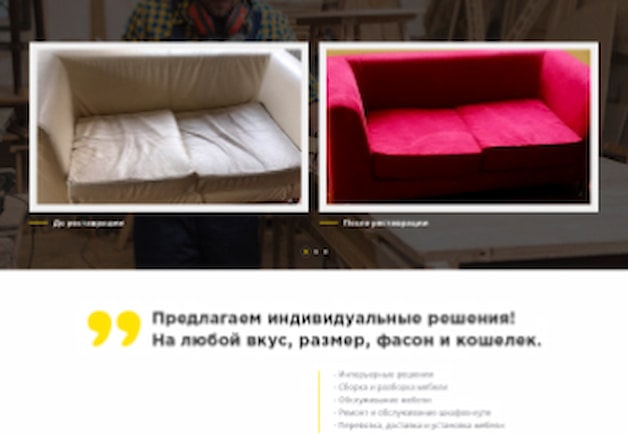 До реставрации
После реставрации
Предлагаем индивидуальные решения!
На любой вкус, размер, фасон и кошелек.
- Интерьерные решения
- Сборка и разборка мебели
- Обслуживание мебели
- Ремонт и обслуживание шкафов-купе
- Перевозка, доставка и установка мебели